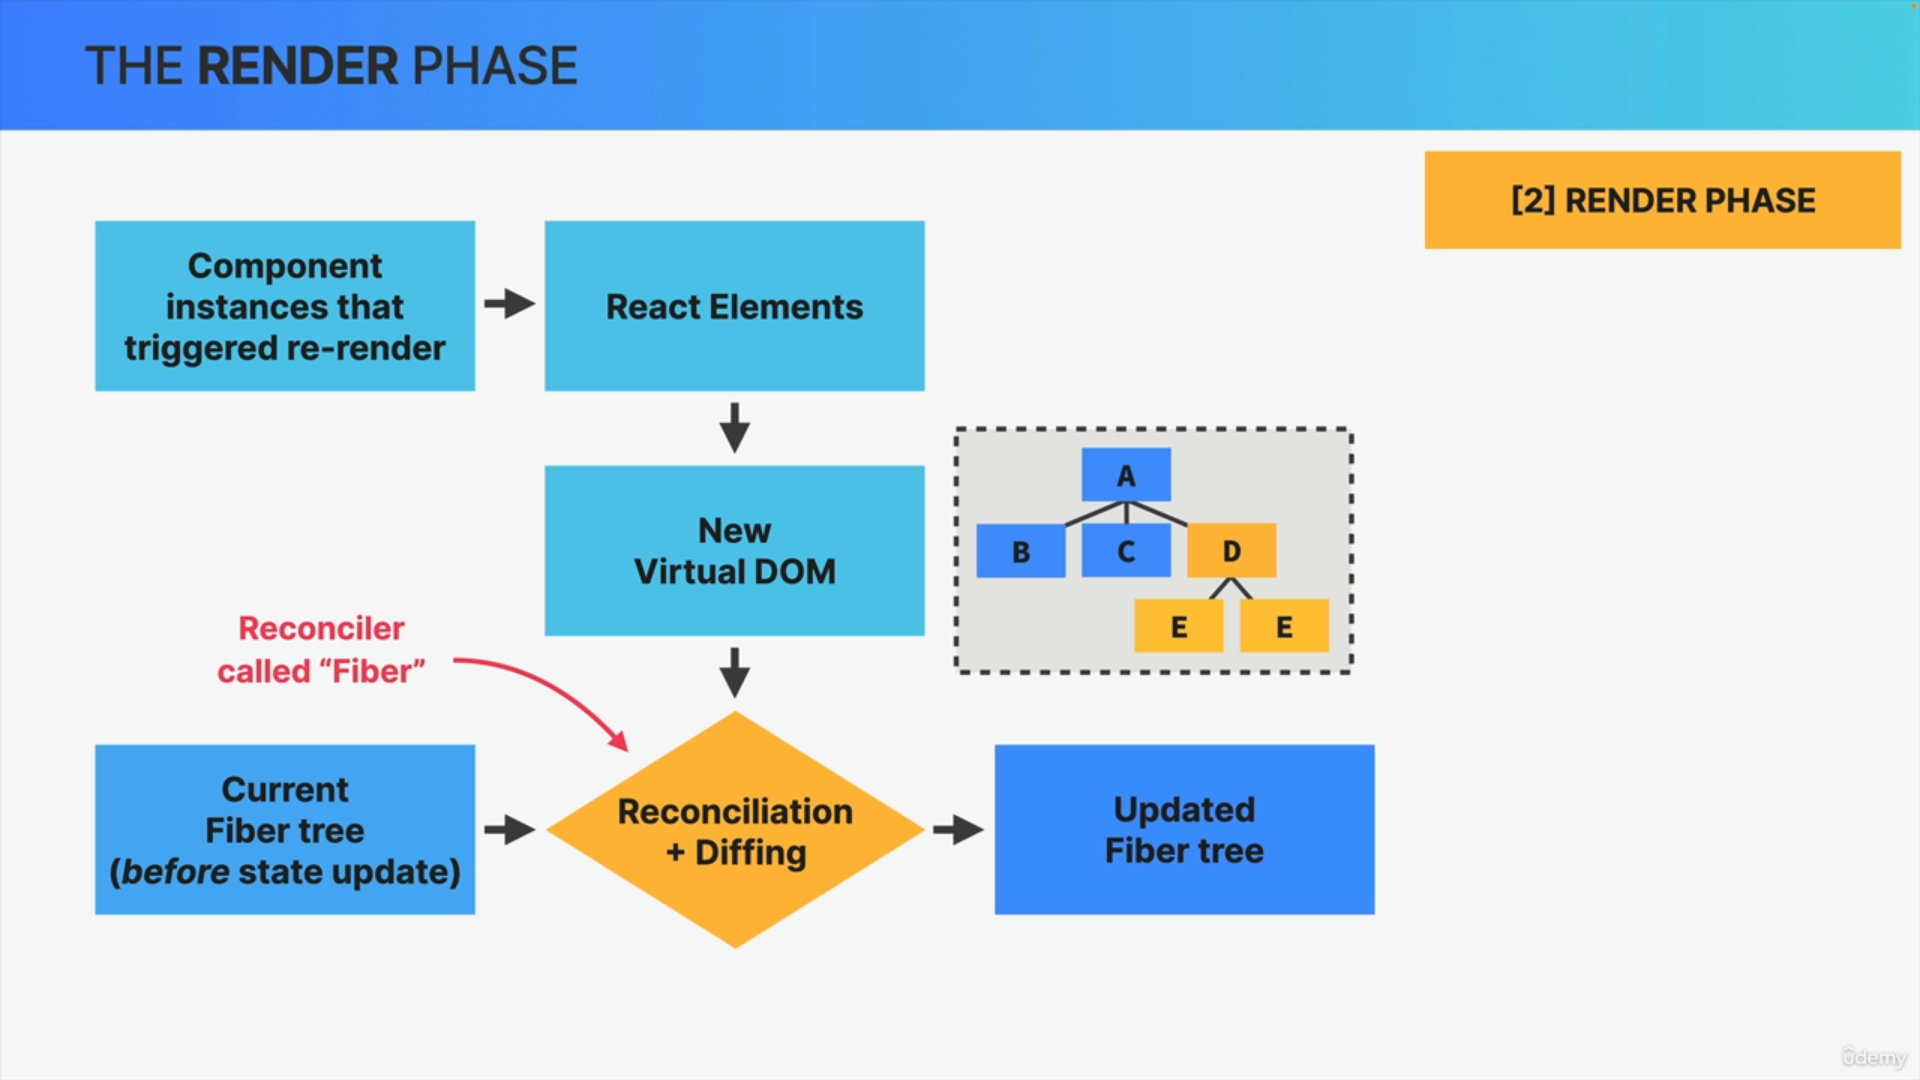 THE RENDER PHASE
[2] RENDER PHASE
Component
instances that
triggered re-render
React Elements
New
Virtual DOM
A
B
C
D
E
E
Reconciler
called “Fiber”
Current
Fiber tree
(before state update)
Reconciliation
+ Diffing
Updated
Fiber tree
ûdemy